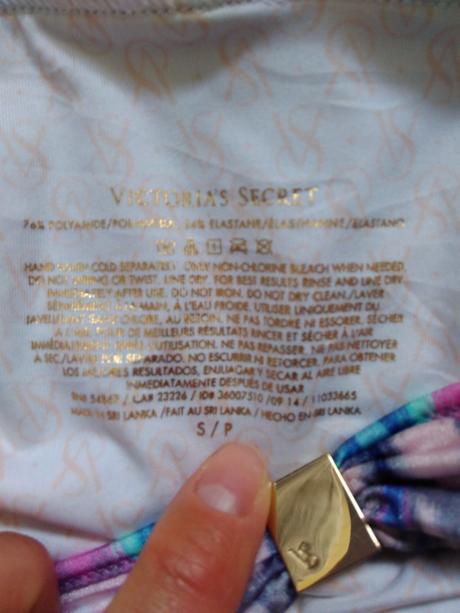 VICTORIA'S SECRET
76% POLYAMIDE/POLIAMIDA, 24% ELASTANE/ÉLASTHANNE/ELASTANO
HAND WASH COLD SEPARATELY. ONLY NON-CHLORINE BLEACH WHEN NEEDED.
DO NOT WRING OR TWIST. LINE DRY. FOR BEST RESULTS RINSE AND LINE DRY
IMMEDIATELY AFTER USE. DO NOT IRON. DO NOT DRY CLEAN./LAVER
SÉPARÉMENT À LA MAIN, À L'EAU FROIDE. UTILISER UNIQUEMENT DU
JAVELLISANT SANS CHLORE, AU BESOIN. NE PAS TORDRE NI ESSORER. SÉCHER
À L'AIR. POUR DE MEILLEURS RÉSULTATS RINCER ET SÉCHER À L'AIR
IMMÉDIATEMENT APRÈS L'UTILISATION. NE PAS REPASSER. NE PAS NETTOYER
À SEC./LAVAR POR SEPARADO. NO ESCURRIR NI RETORCER. PARA OBTENER
LOS MEJORES RESULTADOS, ENJUAGAR Y SECAR AL AIRE LIBRE
INMEDIATAMENTE DESPUÉS DE USAR
RN# 54867 / CA# 23226 / ID# 36007510 / 09 14 / 11033665
MADE IN SRI LANKA / FAIT AU SRI LANKA / HECHO EN SRI LANKA
S / P